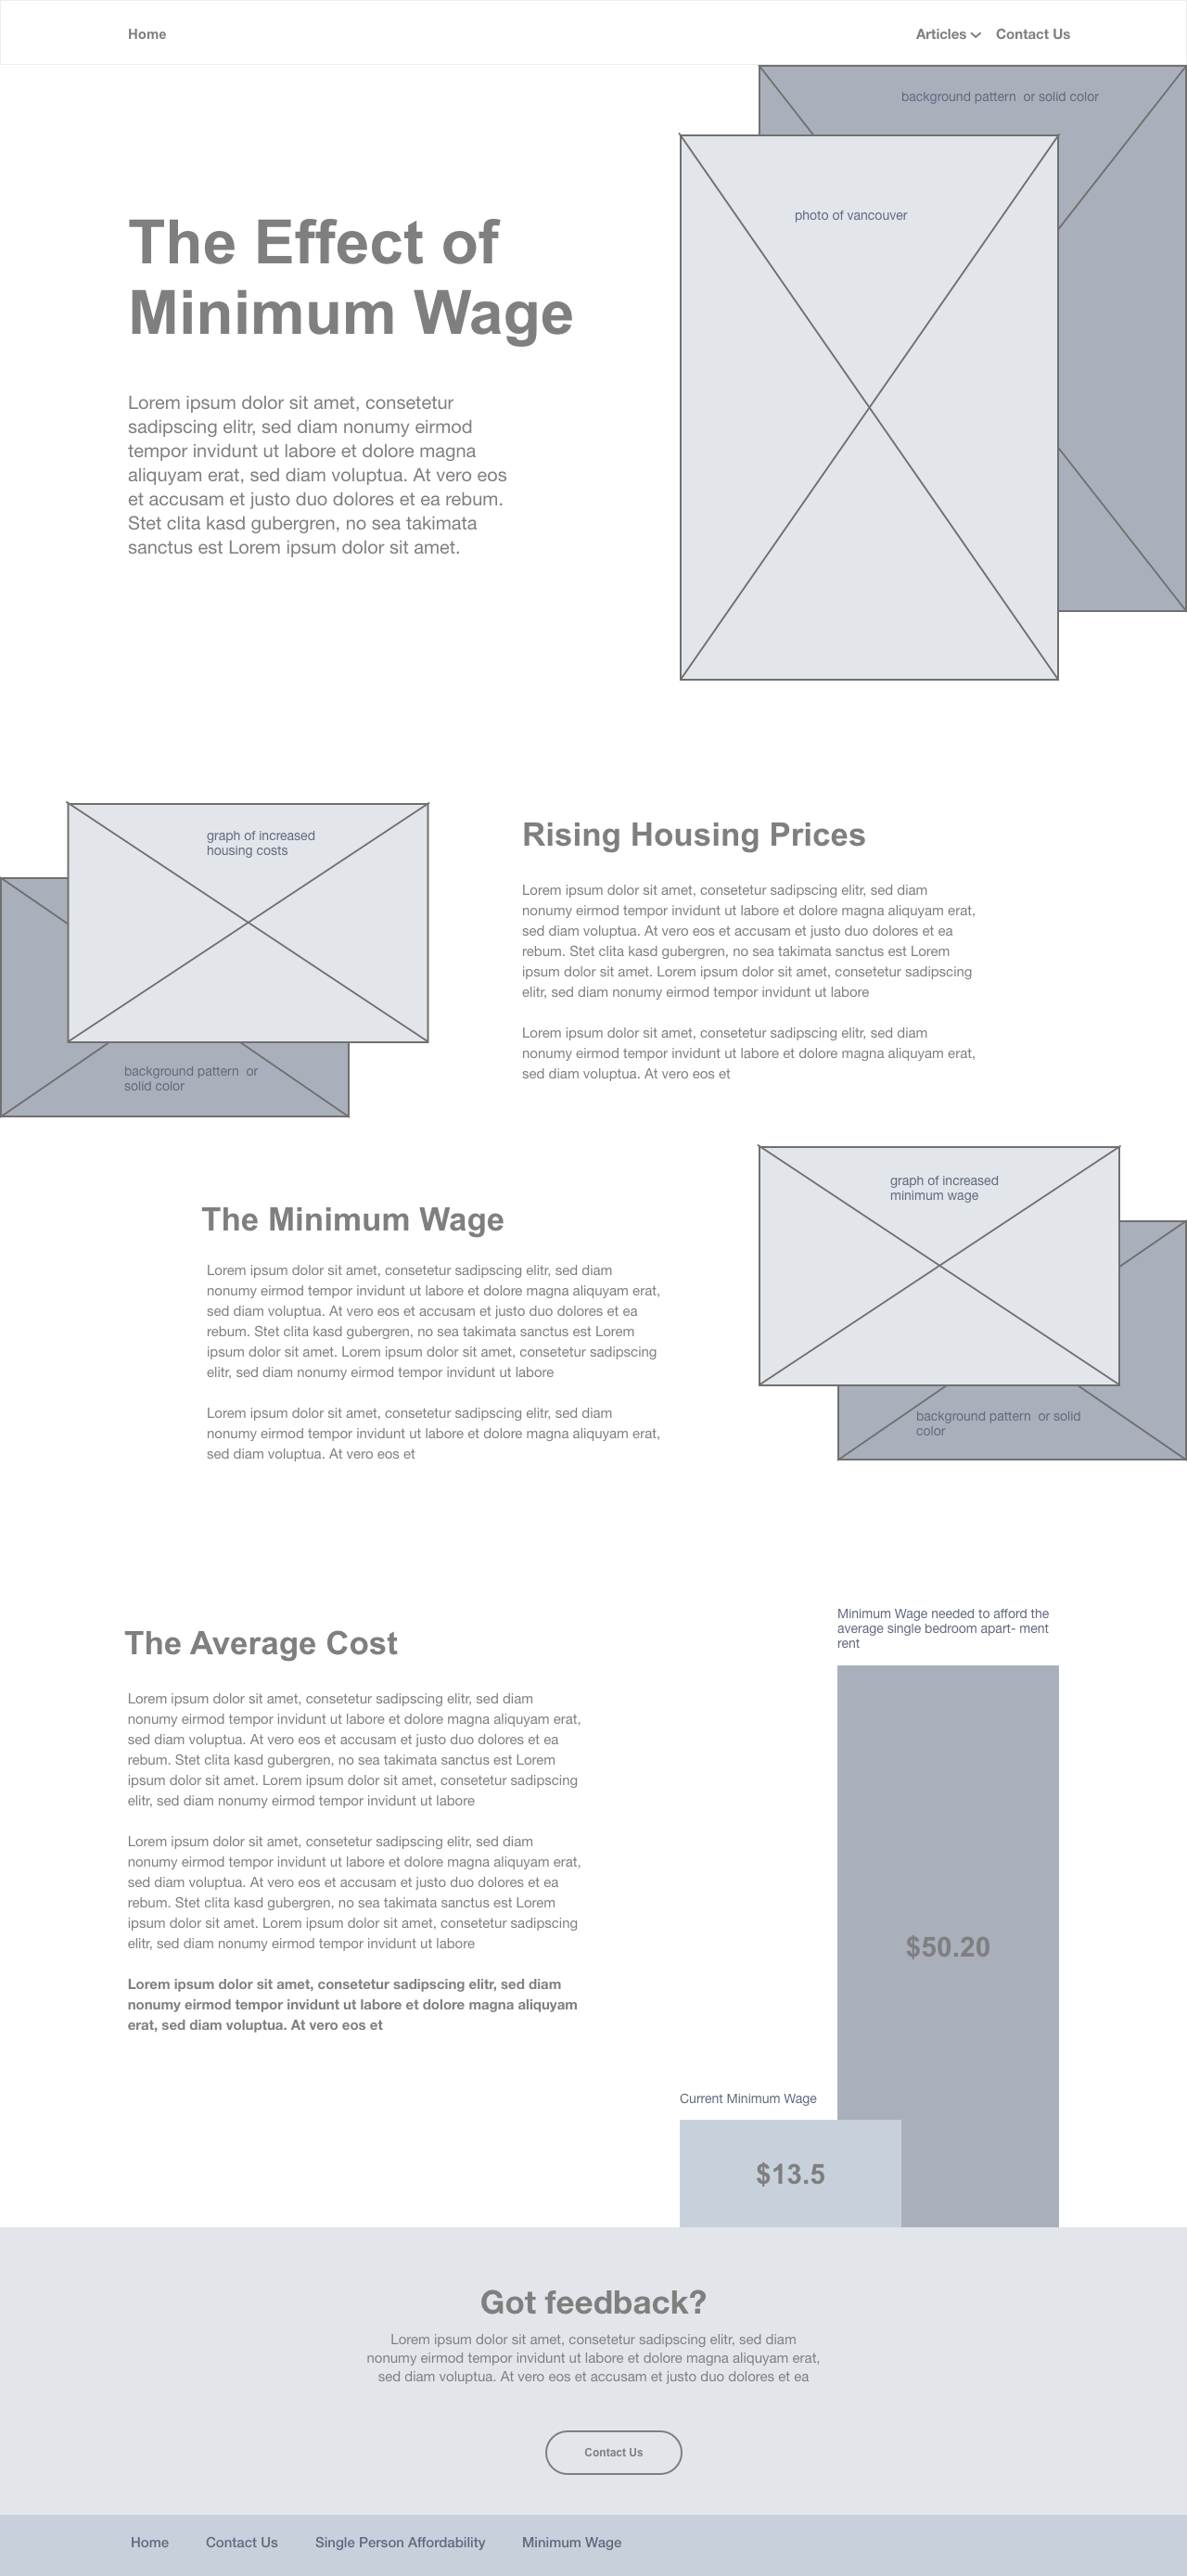 Home
Articles
Contact Us
background pattern or solid color
photo of vancouver
The Effect of
Minimum Wage
Lorem ipsum dolor sit amet, consetetur
sadipscing elitr, sed diam nonumy eirmod
tempor invidunt ut labore et dolore magna
aliquyam erat, sed diam voluptua. At vero eos
et accusam et justo duo dolores et ea rebum.
Stet clita kasd gubergren, no sea takimata
sanctus est Lorem ipsum dolor sit amet.
graph of increased
housing costs
background pattern or
solid color
Rising Housing Prices
Lorem ipsum dolor sit amet, consetetur sadipscing elitr, sed diam
nonumy eirmod tempor invidunt ut labore et dolore magna aliquyam erat,
sed diam voluptua. At vero eos et accusam et justo duo dolores et ea
rebum. Stet clita kasd gubergren, no sea takimata sanctus est Lorem
ipsum dolor sit amet. Lorem ipsum dolor sit amet, consetetur sadipscing
elitr, sed diam nonumy eirmod tempor invidunt ut labore
Lorem ipsum dolor sit amet, consetetur sadipscing elitr, sed diam
nonumy eirmod tempor invidunt ut labore et dolore magna aliquyam erat,
sed diam voluptua. At vero eos et
The Minimum Wage
Lorem ipsum dolor sit amet, consetetur sadipscing elitr, sed diam
nonumy eirmod tempor invidunt ut labore et dolore magna aliquyam erat,
sed diam voluptua. At vero eos et accusam et justo duo dolores et ea
rebum. Stet clita kasd gubergren, no sea takimata sanctus est Lorem
ipsum dolor sit amet. Lorem ipsum dolor sit amet, consetetur sadipscing
elitr, sed diam nonumy eirmod tempor invidunt ut labore
Lorem ipsum dolor sit amet, consetetur sadipscing elitr, sed diam
nonumy eirmod tempor invidunt ut labore et dolore magna aliquyam erat,
sed diam voluptua. At vero eos et
graph of increased
minimum wage
background pattern or solid
color
The Average Cost
Lorem ipsum dolor sit amet, consetetur sadipscing elitr, sed diam
nonumy eirmod tempor invidunt ut labore et dolore magna aliquyam erat,
sed diam voluptua. At vero eos et accusam et justo duo dolores et ea
rebum. Stet clita kasd gubergren, no sea takimata sanctus est Lorem
ipsum dolor sit amet. Lorem ipsum dolor sit amet, consetetur sadipscing
elitr, sed diam nonumy eirmod tempor invidunt ut labore
Lorem ipsum dolor sit amet, consetetur sadipscing elitr, sed diam
nonumy eirmod tempor invidunt ut labore et dolore magna aliquyam erat,
sed diam voluptua. At vero eos et accusam et justo duo dolores et ea
rebum. Stet clita kasd gubergren, no sea takimata sanctus est Lorem
ipsum dolor sit amet. Lorem ipsum dolor sit amet, consetetur sadipscing
elitr, sed diam nonumy eirmod tempor invidunt ut labore
Lorem ipsum dolor sit amet, consetetur sadipscing elitr, sed diam
nonumy eirmod tempor invidunt ut labore et dolore magna aliquyam
erat, sed diam voluptua. At vero eos et
Minimum Wage needed to afford the
average single bedroom apart- ment
rent
$50.20
Current Minimum Wage
$13.5
Got feedback?
Lorem ipsum dolor sit amet, consetetur sadipscing elitr, sed diam
nonumy eirmod tempor invidunt ut labore et dolore magna aliquyam erat,
sed diam voluptua. At vero eos et accusam et justo duo dolores et ea
Contact Us
Home
Contact Us
Single Person Affordability
Minimum Wage